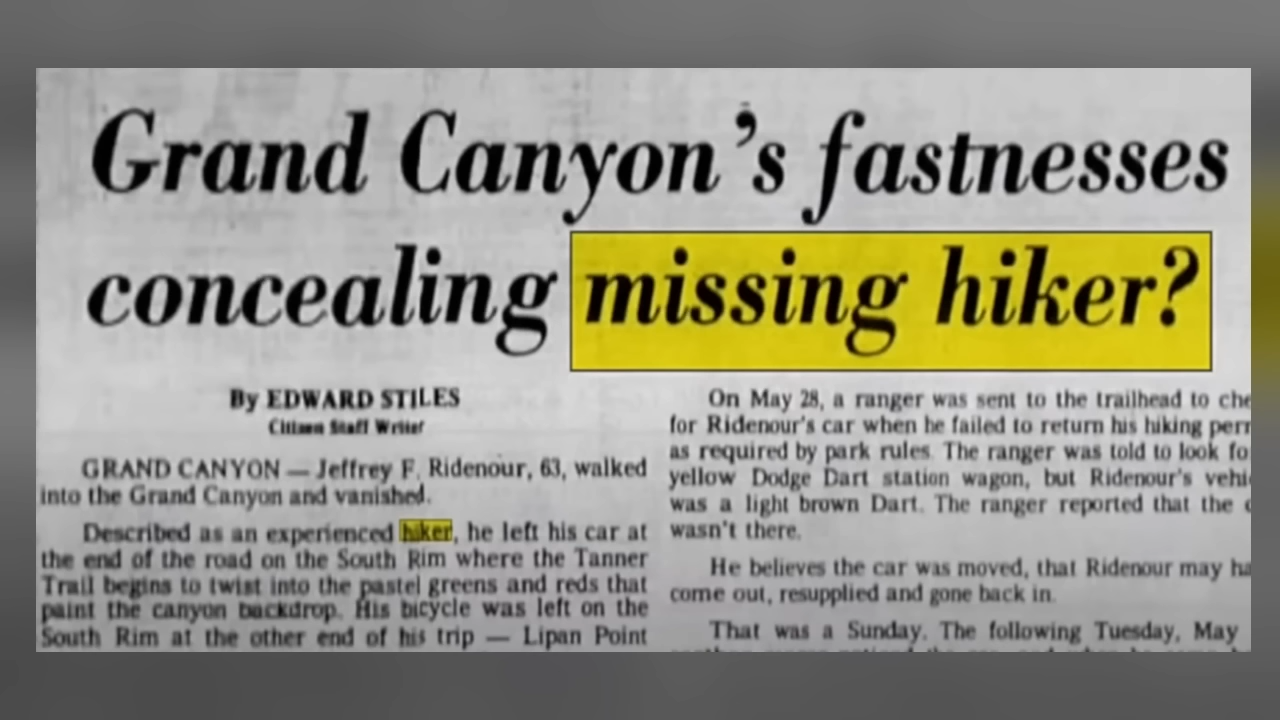 Grand Canyon's fastnesses
concealing missing hiker?
By EDWARD STILES
Citizen Staff Writer
GRAND CANYON — Jeffrey F. Ridenour, 63, walked
into the Grand Canyon and vanished.
Described as an experienced hiker, he left his car at
the end of the road on the South Rim where the Tanner
Trail begins to twist into the pastel greens and reds that
paint the canyon backdrop. His bicycle was left on the
South Rim at the other end of his trip — Lipan Point
On May 28, a ranger was sent to the trailhead to che
for Ridenour's car when he failed to return his hiking perm
as required by park rules. The ranger was told to look fo
yellow Dodge Dart station wagon, but Ridenour's vehi
was a light brown Dart. The ranger reported that the c
wasn't there.
He believes the car was moved, that Ridenour may ha
come out, resupplied and gone back in.
That was a Sunday. The following Tuesday, May